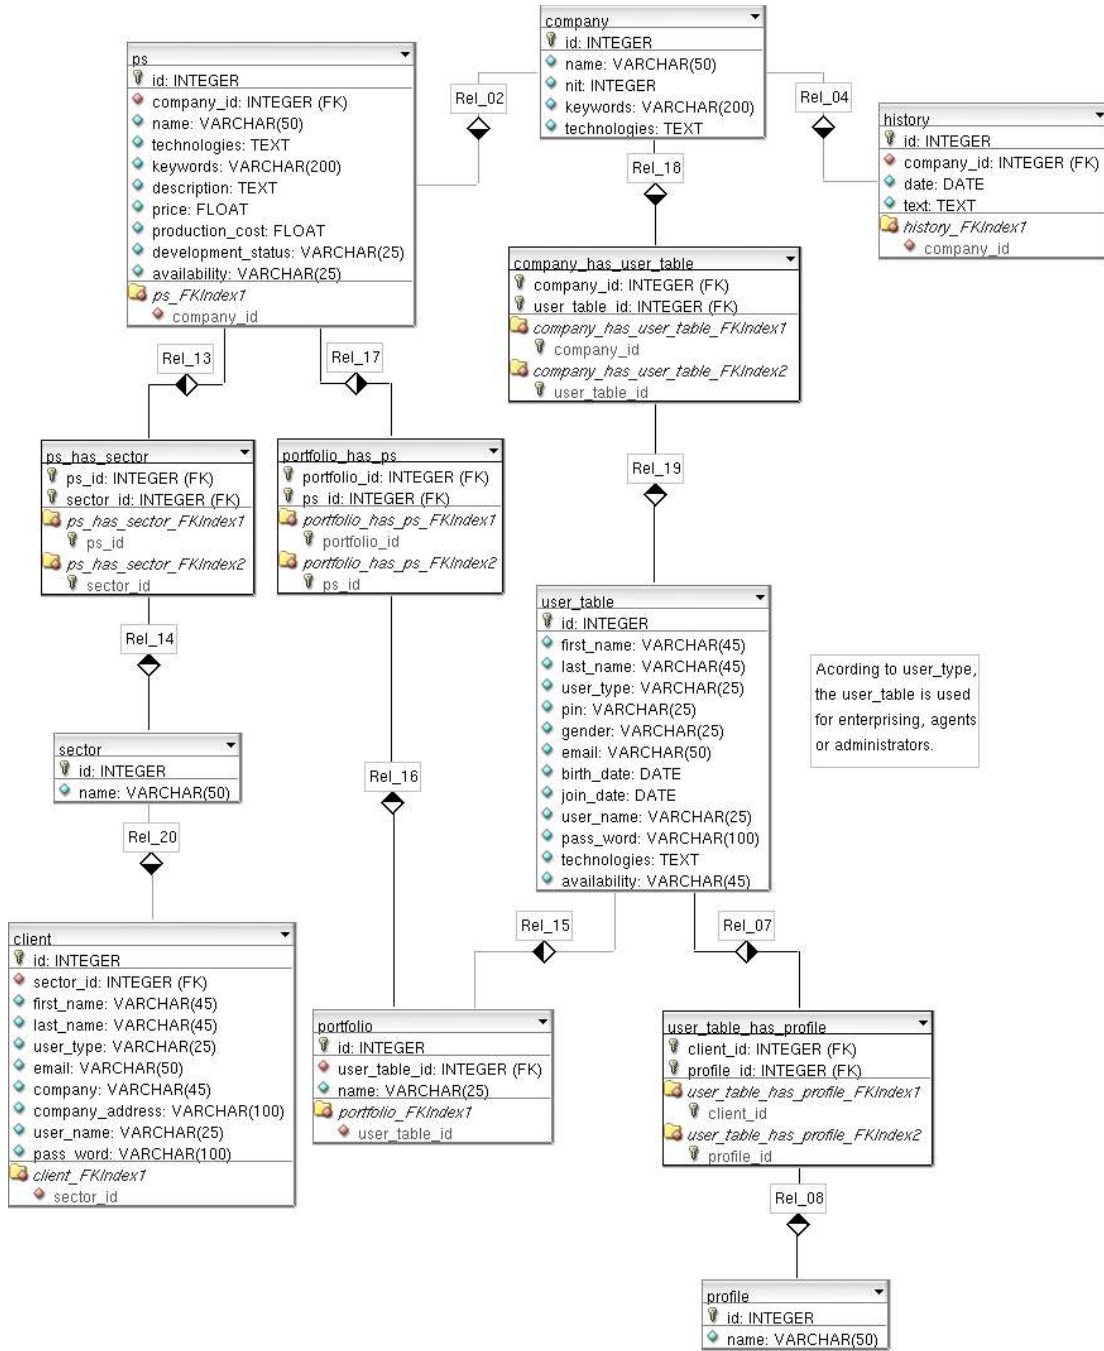 company
id: INTEGER
name: VARCHAR(50)
nit: INTEGER
keywords: VARCHAR(200)
technologies: TEXT
ps
id: INTEGER
company_id: INTEGER (FK)
name: VARCHAR(50)
technologies: TEXT
keywords: VARCHAR(200)
description: TEXT
price: FLOAT
production_cost: FLOAT
development_status: VARCHAR(25)
availability: VARCHAR(25)
ps_FKIndex1
company_id
Rel_02
Rel_04
history
id: INTEGER
company_id: INTEGER (FK)
date: DATE
text: TEXT
history_FKIndex1
company_id
Rel_18
company_has_user_table
company_id: INTEGER (FK)
user_table_id: INTEGER (FK)
company_has_user_table_FKIndex1
company_id
company_has_user_table_FKIndex2
user_table_id
Rel_13
Rel_17
ps_has_sector
ps_id: INTEGER (FK)
sector_id: INTEGER (FK)
ps_has_sector_FKIndex1
ps_id
ps_has_sector_FKIndex2
sector_id
portfolio_has_ps
portfolio_id: INTEGER (FK)
ps_id: INTEGER (FK)
portfolio_has_ps_FKIndex1
portfolio_id
portfolio_has_ps_FKIndex2
ps_id
Rel_19
user_table
id: INTEGER
first_name: VARCHAR(45)
last_name: VARCHAR(45)
user_type: VARCHAR(25)
pin: VARCHAR(25)
gender: VARCHAR(25)
email: VARCHAR(50)
birth_date: DATE
join_date: DATE
user_name: VARCHAR(25)
pass_word: VARCHAR(100)
technologies: TEXT
availability: VARCHAR(45)
Acording to user_type,
the user_table is used
for enterprising, agents
or administrators.
Rel_14
sector
id: INTEGER
name: VARCHAR(50)
Rel_16
Rel_20
client
id: INTEGER
sector_id: INTEGER (FK)
first_name: VARCHAR(45)
last_name: VARCHAR(45)
user_type: VARCHAR(25)
email: VARCHAR(50)
company: VARCHAR(45)
company_address: VARCHAR(100)
user_name: VARCHAR(25)
pass_word: VARCHAR(100)
client_FKIndex1
sector_id
Rel_15
Rel_07
portfolio
id: INTEGER
user_table_id: INTEGER (FK)
name: VARCHAR(25)
portfolio_FKIndex1
user_table_id
user_table_has_profile
client_id: INTEGER (FK)
profile_id: INTEGER (FK)
user_table_has_profile_FKIndex1
client_id
user_table_has_profile_FKIndex2
profile_id
Rel_08
profile
id: INTEGER
name: VARCHAR(50)